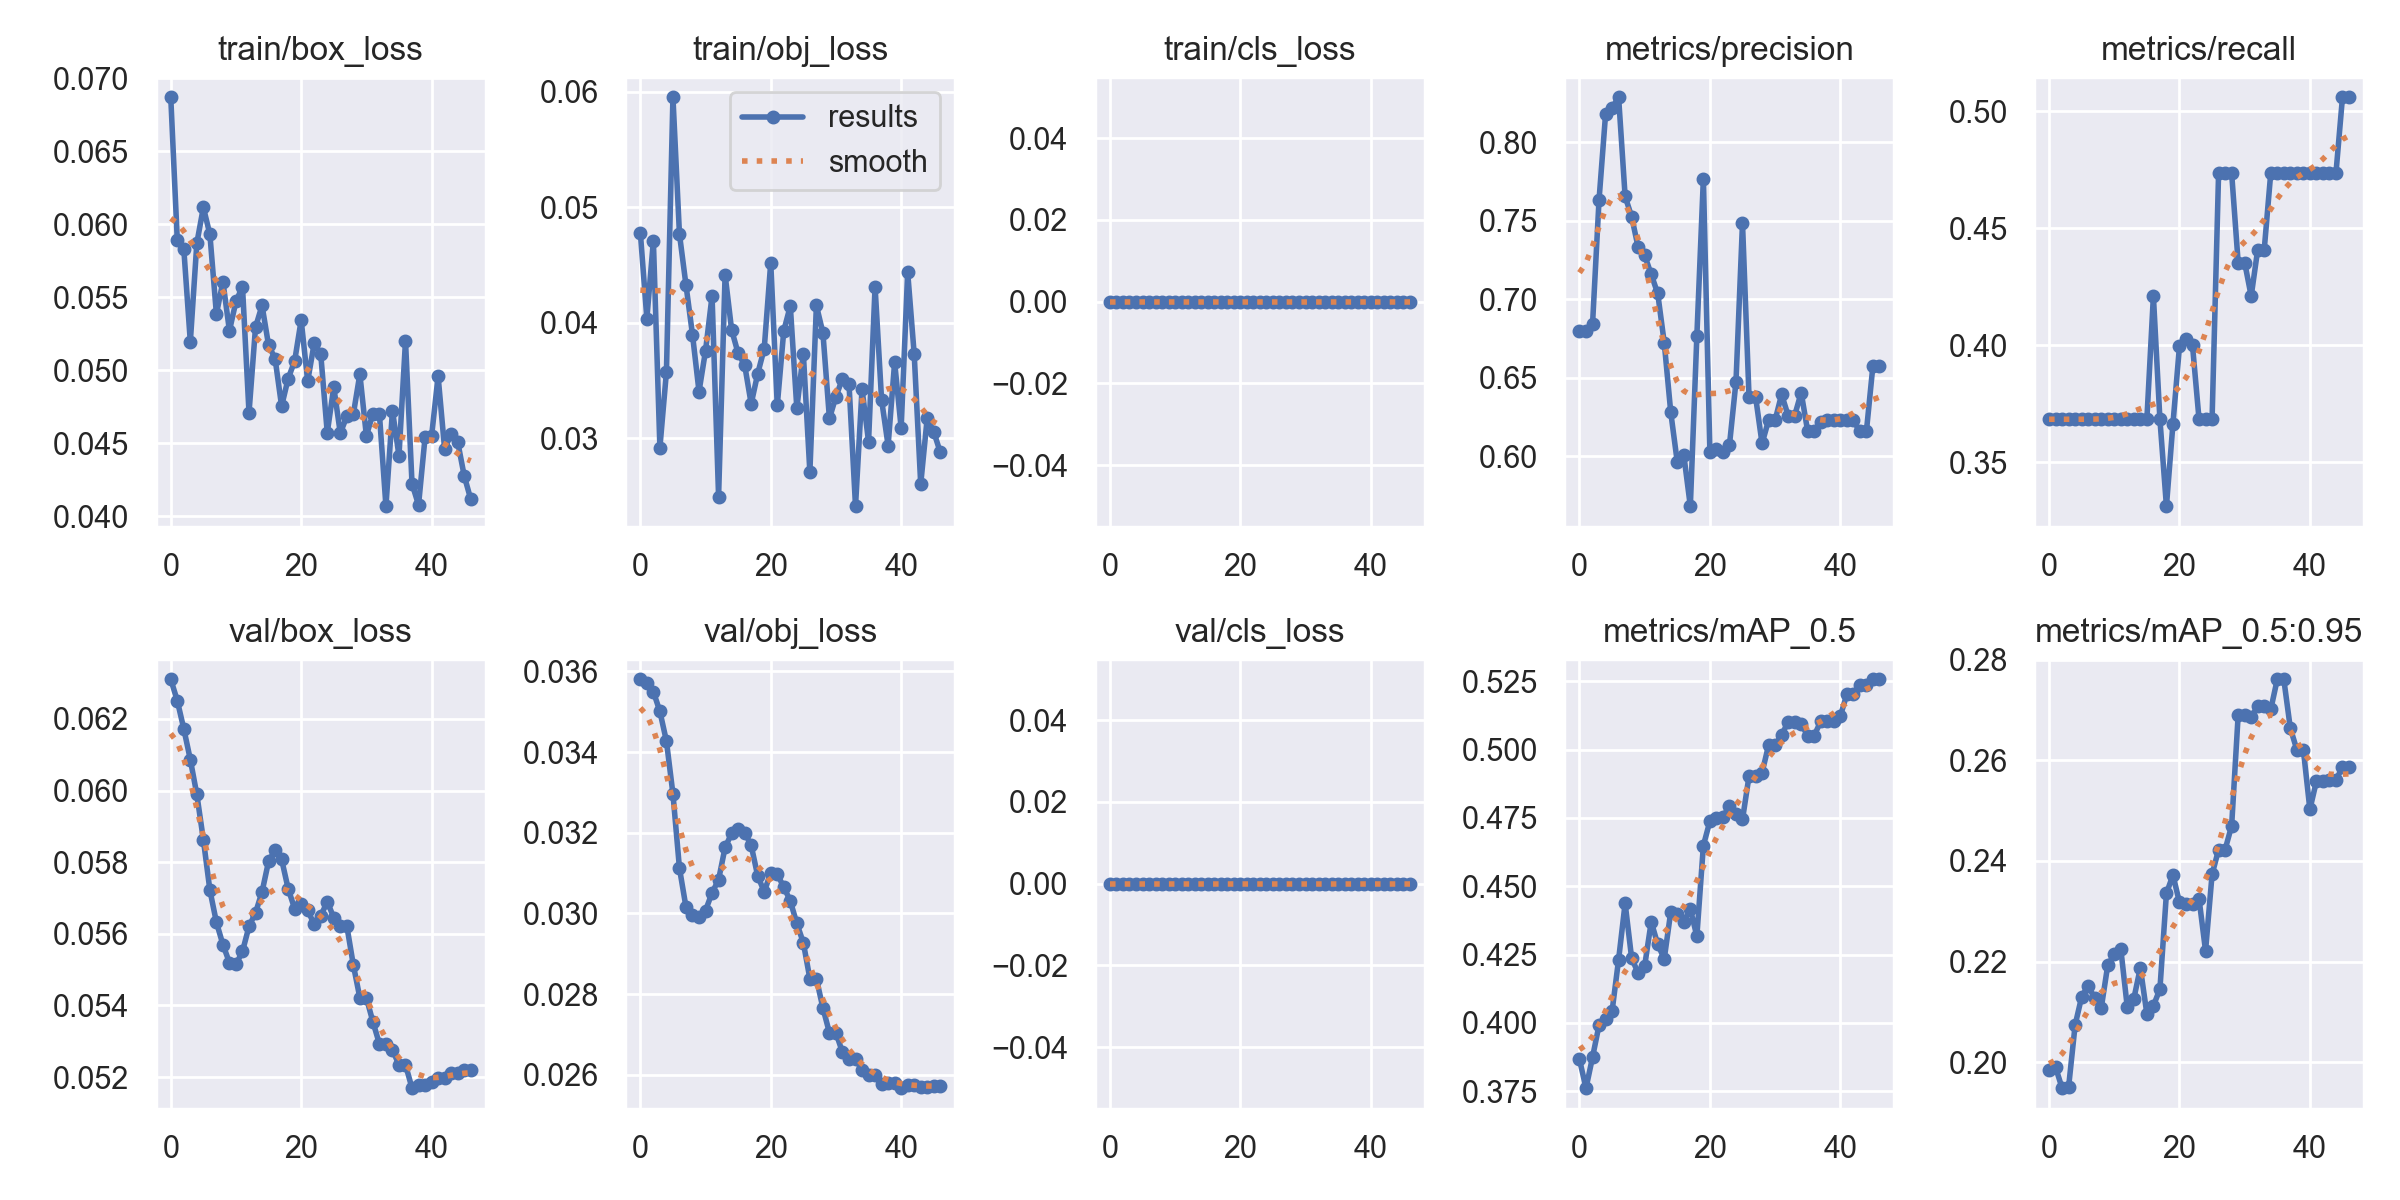 train/box_loss
0.070
0.065
0.060
0.055
0.050
0.045
0.040
0 20 40
train/obj_loss
results
smooth
0.06
0.05
0.04
0.03
0 20 40
train/cls_loss
0.04
0.02
0.00
−0.02
−0.04
0 20 40
metrics/precision
0.80
0.75
0.70
0.65
0.60
0 20 40
metrics/recall
0.50
0.45
0.40
0.35
0 20 40
val/box_loss
0.062
0.060
0.058
0.056
0.054
0.052
0 20 40
val/obj_loss
0.036
0.034
0.032
0.030
0.028
0.026
0 20 40
val/cls_loss
0.04
0.02
0.00
−0.02
−0.04
0 20 40
metrics/mAP_0.5
0.525
0.500
0.475
0.450
0.425
0.400
0.375
0 20 40
metrics/mAP_0.5:0.95
0.28
0.26
0.24
0.22
0.20
0 20 40